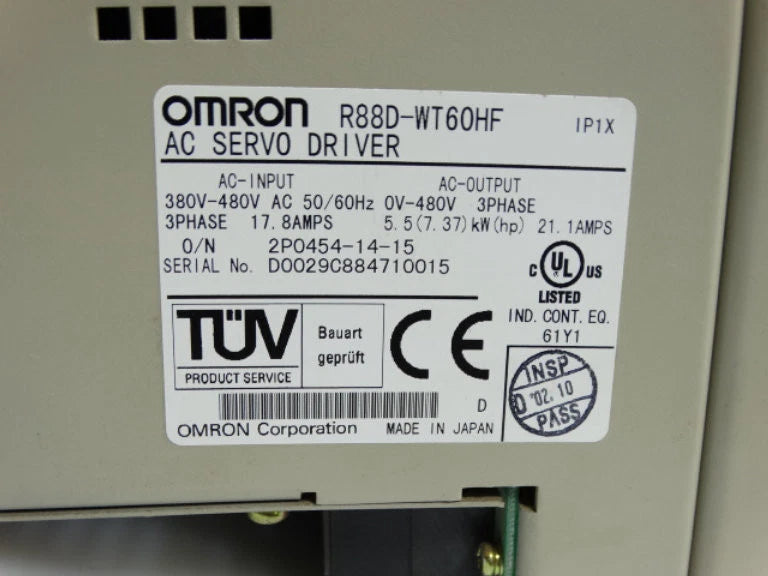 OMRON R88D-WT60HF IP1X
AC SERVO DRIVER
AC-INPUT AC-OUTPUT
380V-480V AC 50/60Hz 0V-480V 3PHASE
3PHASE 17.8AMPS 5.5(7.37)kW(hp) 21.1AMPS
O/N 2P0454-14-15
SERIAL No. D0029C884710015
C UL US
LISTED
IND. CONT. EQ.
61Y1
TÜV
PRODUCT SERVICE
Bauart
geprüft
CE
INSP
D '02.10
PASS
D
OMRON Corporation MADE IN JAPAN